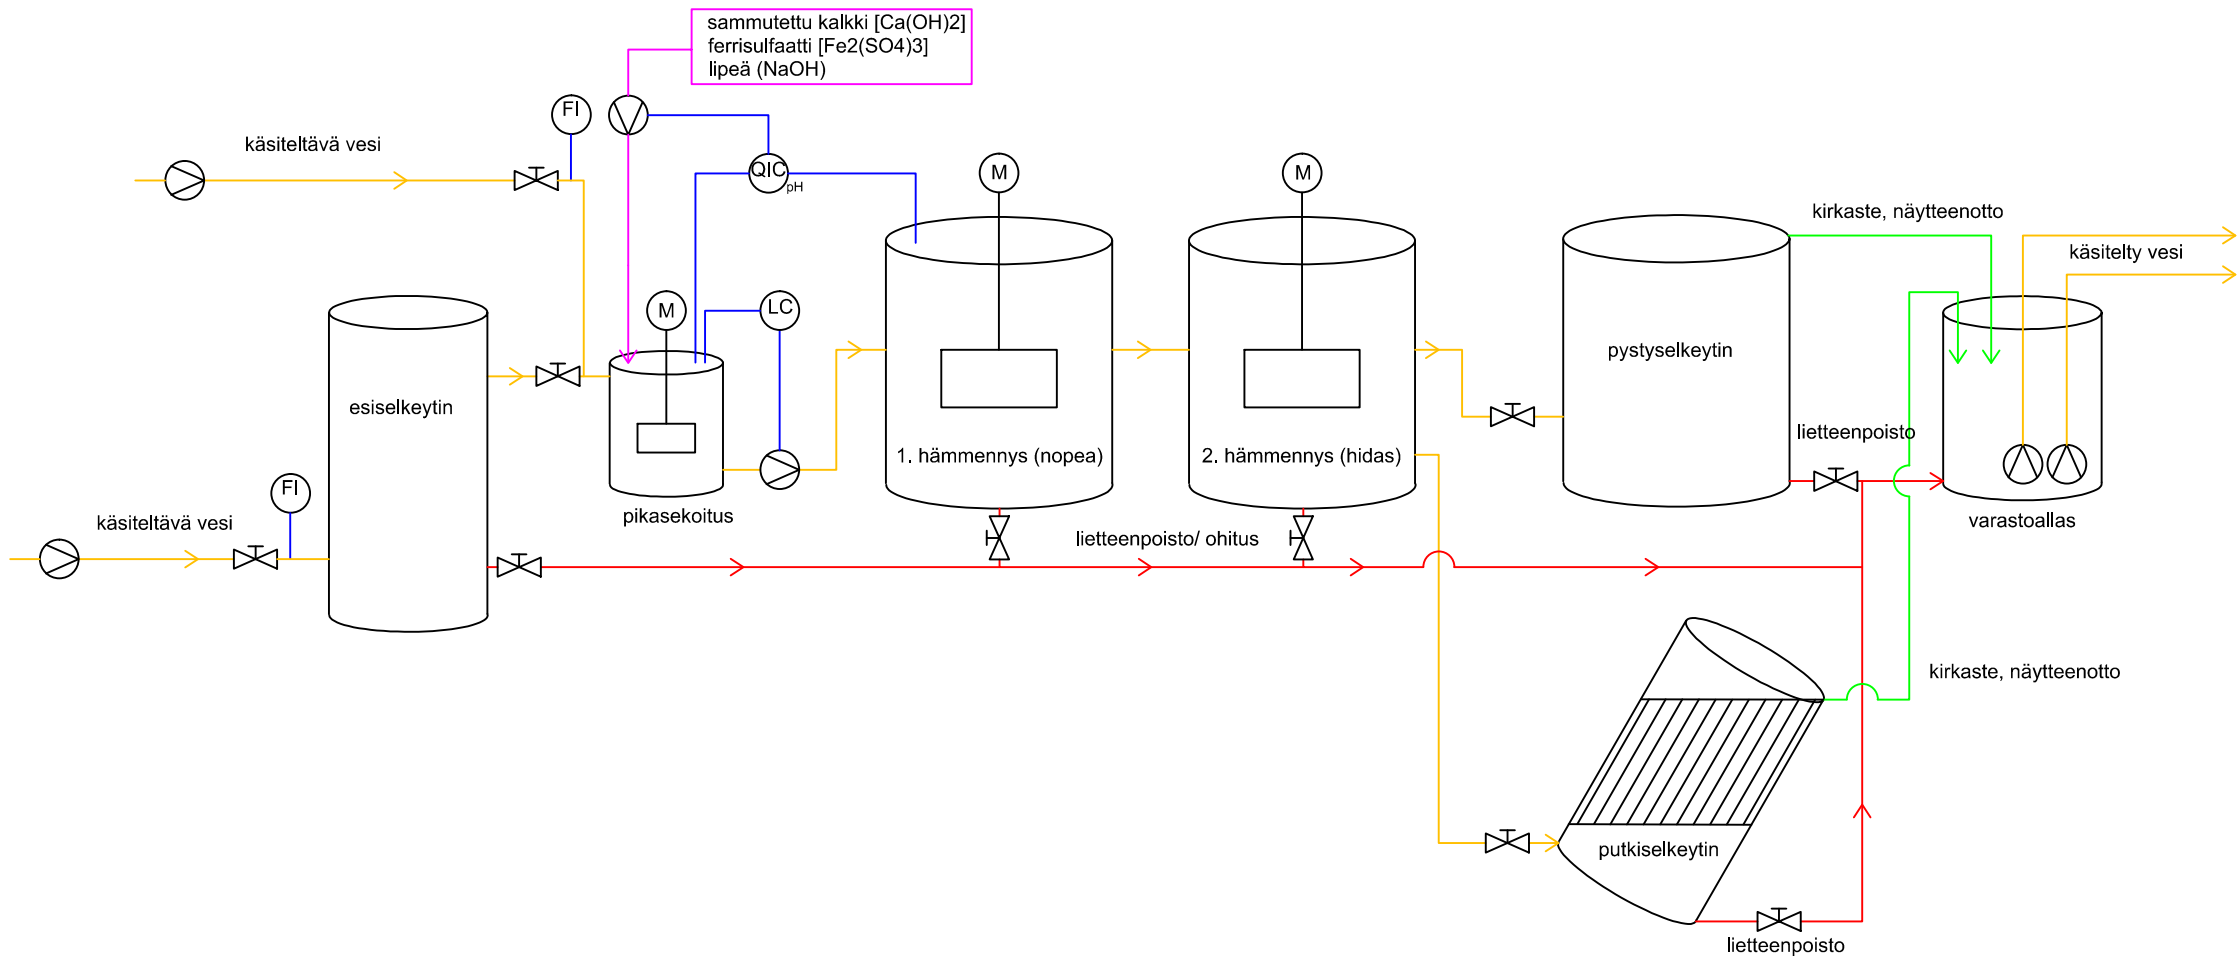 sammutettu kalkki [Ca(OH)2]
ferrisulfaatti [Fe2(SO4)3]
lipeä (NaOH)
FI
käsiteltävä vesi
QIC
pH
M
M
kirkaste, näytteenotto
käsitelty vesi
M
LC
pystyselkeytin
esiselkeytin
lietteenpoisto
1. hämmennys (nopea)
2. hämmennys (hidas)
FI
käsiteltävä vesi
pikasekoitus
varastoallas
lietteenpoisto/ ohitus
kirkaste, näytteenotto
putkiselkeytin
lietteenpoisto